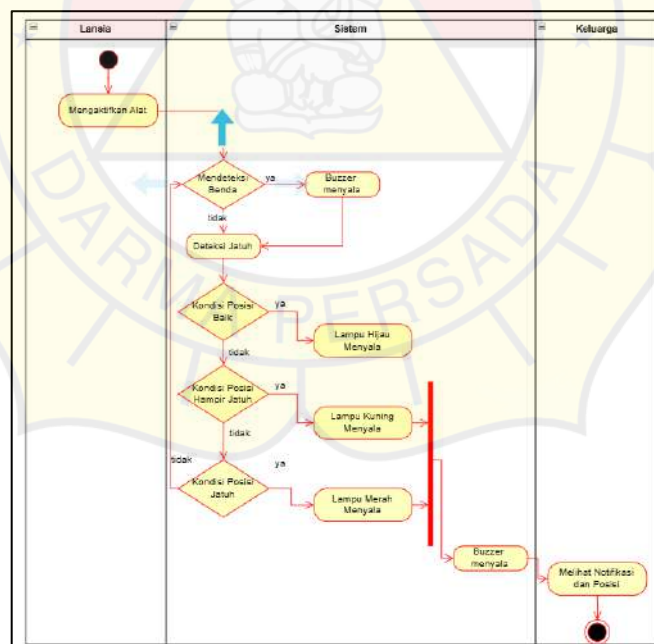 Lansia
Sistem
Keluarga
Mengaktifkan Alat
Mendeteksi
Benda
ya
Buzzer
menyala
tidak
Deteksi Jatuh
Kondisi Posisi
Baik
ya
Lampu Hijau
Menyala
tidak
Kondisi Posisi
Hampir Jatuh
ya
Lampu Kuning
Menyala
tidak
tidak
Kondisi Posisi
Jatuh
ya
Lampu Merah
Menyala
Buzzer
menyala
Melihat Notifikasi
dan Posisi
DARMA PERSADA